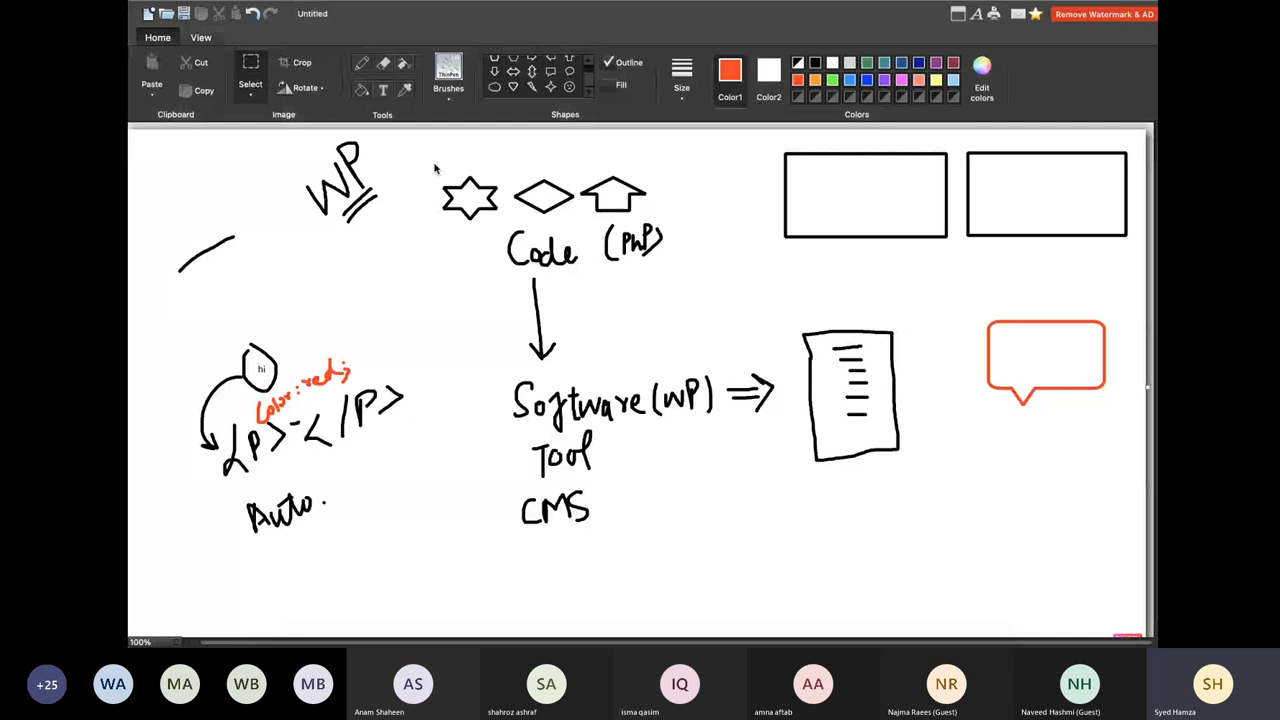 Untitled
Remove Watermark & AD
Home View
Paste Cut Copy Select Crop Rotate ThinPen Brushes Outline Fill Size Color1 Color2 Edit colors
Clipboard Image Tools Shapes Colors
WP
Code (PHP)
hi
Color: red;
<P>-</P>
Auto.
Software(WP) ⇒
Tool
CMS
100%
+25 WA MA WB MB AS SA IQ AA NR NH SH
Anam Shaheen shahroz ashraf isma qasim amna aftab Najma Raees (Guest) Naveed Hashmi (Guest) Syed Hamza